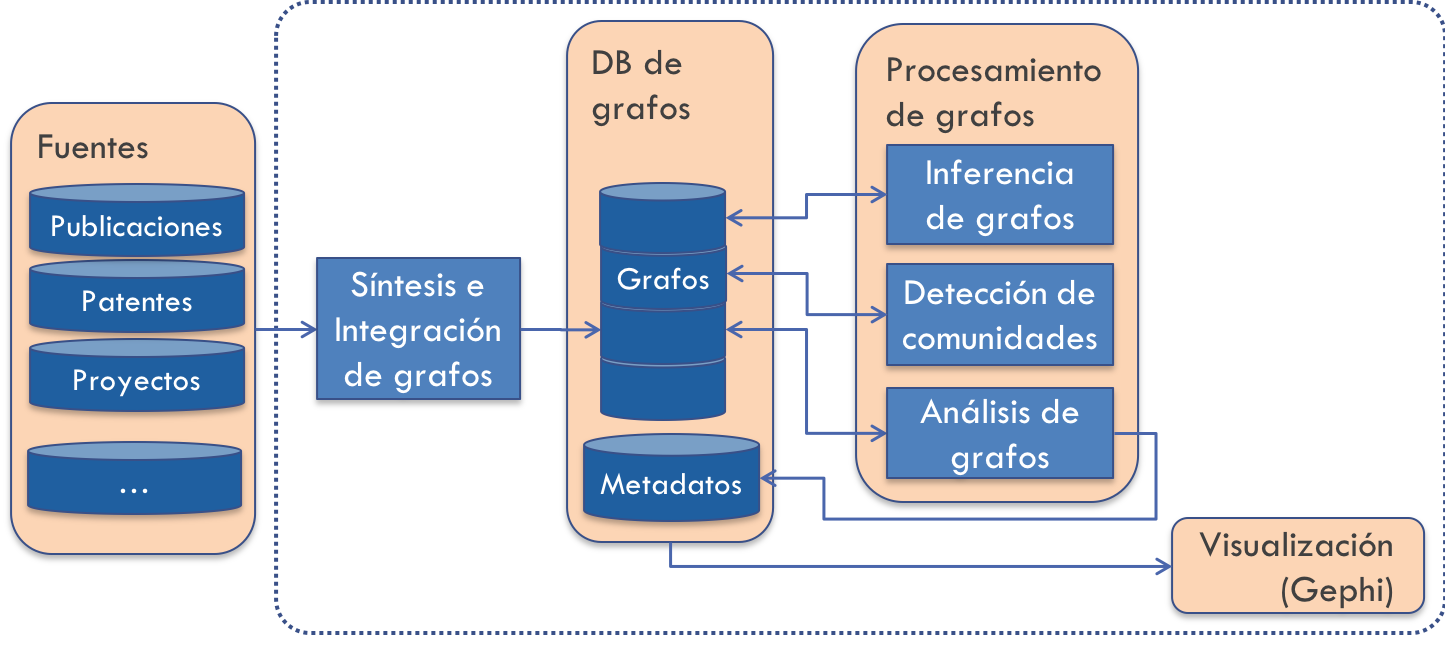 Fuentes
Publicaciones
Patentes
Proyectos
...
Síntesis e
Integración
de grafos
DB de
grafos
Grafos
Metadatos
Procesamiento
de grafos
Inferencia
de grafos
Detección de
comunidades
Análisis de
grafos
Visualización
(Gephi)